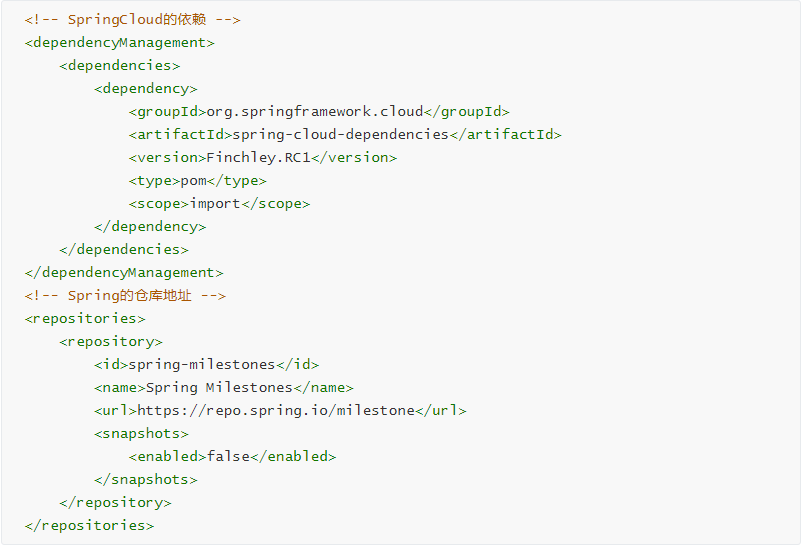 <!-- SpringCloud的依赖 -->
<dependencyManagement>
    <dependencies>
        <dependency>
            <groupId>org.springframework.cloud</groupId>
            <artifactId>spring-cloud-dependencies</artifactId>
            <version>Finchley.RC1</version>
            <type>pom</type>
            <scope>import</scope>
        </dependency>
    </dependencies>
</dependencyManagement>
<!-- Spring的仓库地址 -->
<repositories>
    <repository>
        <id>spring-milestones</id>
        <name>Spring Milestones</name>
        <url>https://repo.spring.io/milestone</url>
        <snapshots>
            <enabled>false</enabled>
        </snapshots>
    </repository>
</repositories>